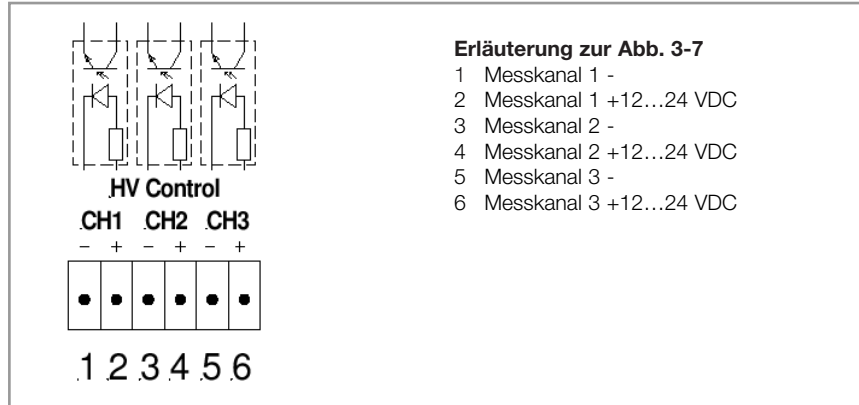 HV Control
CH1 CH2 CH3
- + - + - +
1 2 3 4 5 6
Erläuterung zur Abb. 3-7
1 Messkanal 1 -
2 Messkanal 1 +12…24 VDC
3 Messkanal 2 -
4 Messkanal 2 +12…24 VDC
5 Messkanal 3 -
6 Messkanal 3 +12…24 VDC